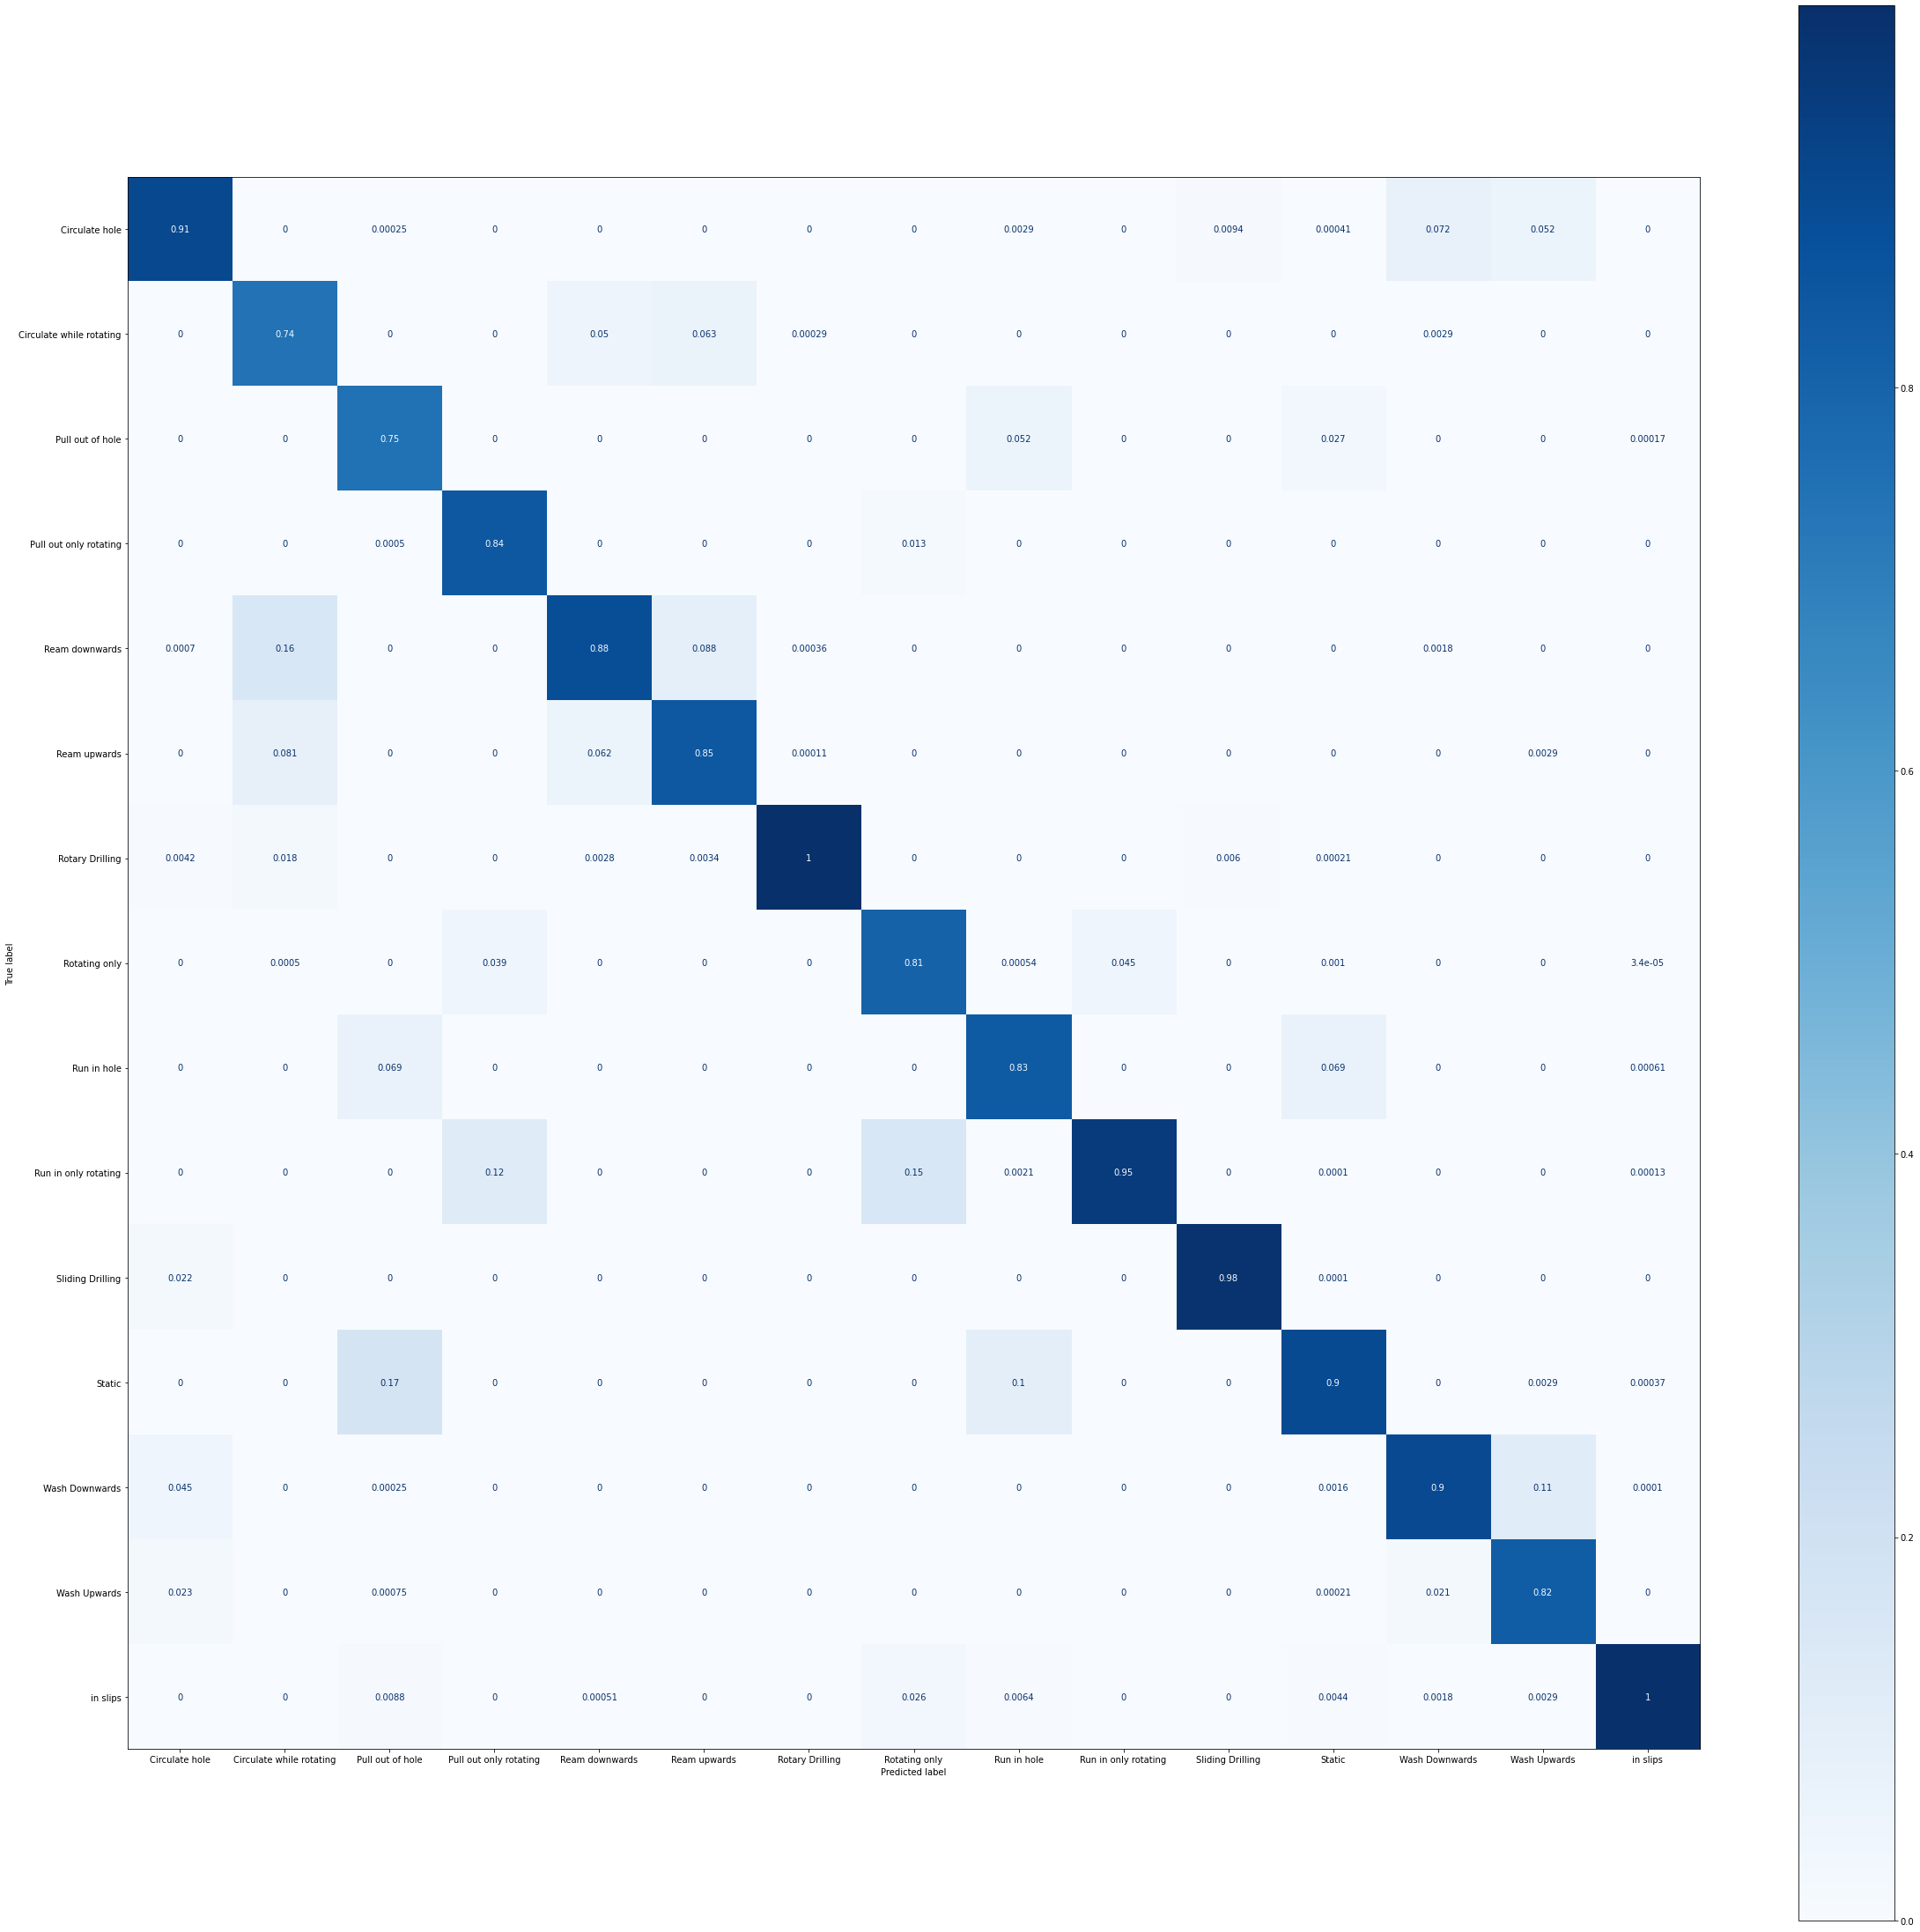 Circulate hole 0.91 0 0.00025 0 0 0 0 0 0.0029 0 0.0094 0.00041 0.072 0.052 0
Circulate while rotating 0 0.74 0 0 0.05 0.063 0.00029 0 0 0 0 0 0.0029 0 0
0.8
Pull out of hole 0 0 0.75 0 0 0 0 0 0.052 0 0 0.027 0 0 0.00017
Pull out only rotating 0 0 0.0005 0.84 0 0 0 0.013 0 0 0 0 0 0 0
Ream downwards 0.0007 0.16 0 0 0.88 0.088 0.00036 0 0 0 0 0 0.0018 0 0
Ream upwards 0 0.081 0 0 0.062 0.85 0.00011 0 0 0 0 0 0 0.0029 0
0.6
Rotary Drilling 0.0042 0.018 0 0 0.0028 0.0034 1 0 0 0 0.006 0.00021 0 0 0
True label
Rotating only 0 0.0005 0 0.039 0 0 0 0.81 0.00054 0.045 0 0.001 0 0 3.4e-05
Run in hole 0 0 0.069 0 0 0 0 0 0.83 0 0 0.069 0 0 0.00061
0.4
Run in only rotating 0 0 0 0.12 0 0 0 0.15 0.0021 0.95 0 0.0001 0 0 0.00013
Sliding Drilling 0.022 0 0 0 0 0 0 0 0 0 0.98 0.0001 0 0 0
Static 0 0 0.17 0 0 0 0 0 0.1 0 0 0.9 0 0.0029 0.00037
Wash Downwards 0.045 0 0.00025 0 0 0 0 0 0 0 0 0.0016 0.9 0.11 0.0001
0.2
Wash Upwards 0.023 0 0.00075 0 0 0 0 0 0 0 0 0.00021 0.021 0.82 0
in slips 0 0 0.0088 0 0.00051 0 0 0.026 0.0064 0 0 0.0044 0.0018 0.0029 1
Circulate hole Circulate while rotating Pull out of hole Pull out only rotating Ream downwards Ream upwards Rotary Drilling Rotating only Run in hole Run in only rotating Sliding Drilling Static Wash Downwards Wash Upwards in slips
Predicted label
0.0